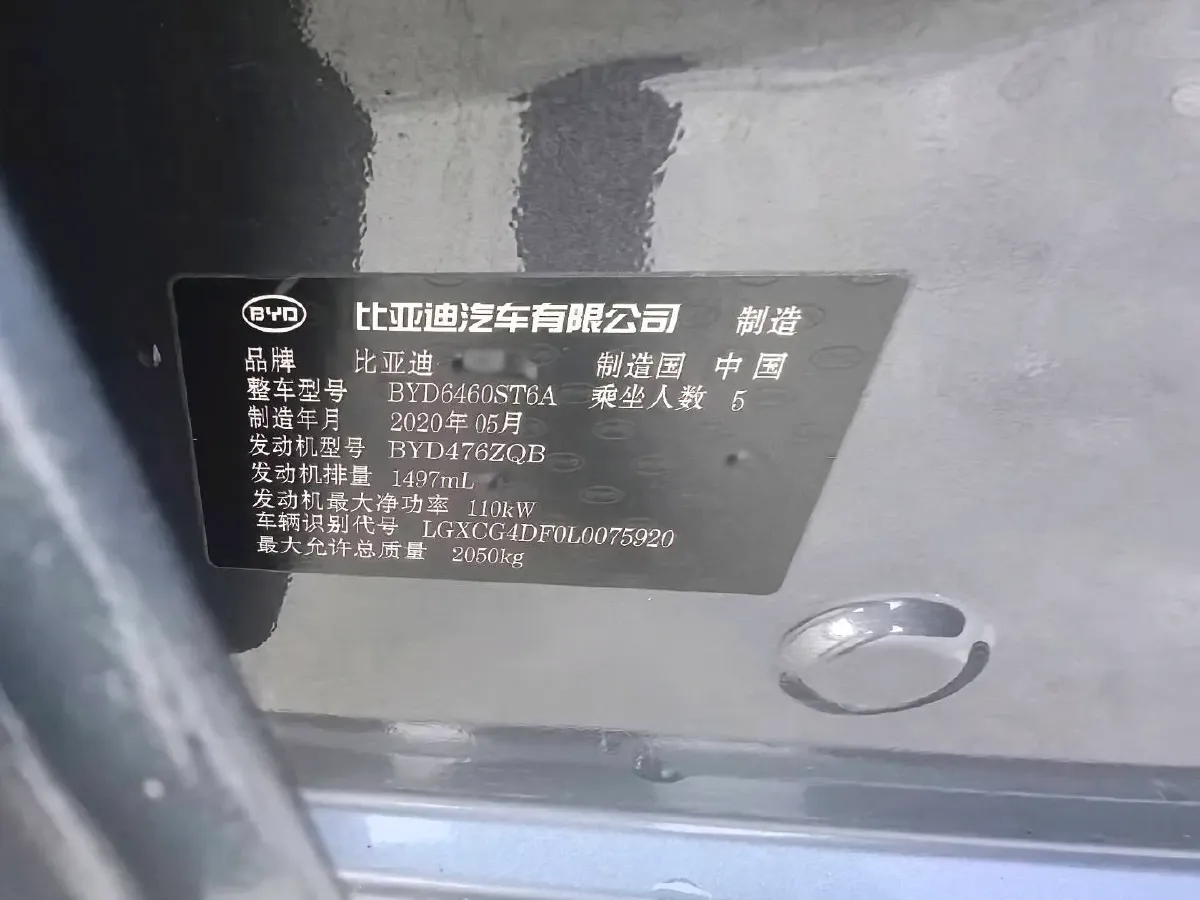 BYD 比亚迪汽车有限公司 制造
品牌 比亚迪 制造国 中国
整车型号 BYD6460ST6A 乘坐人数 5
制造年月 2020年05月
发动机型号 BYD476ZQB
发动机排量 1497mL
发动机最大净功率 110kW
车辆识别代号 LGXCG4DF0L0075920
最大允许总质量 2050kg